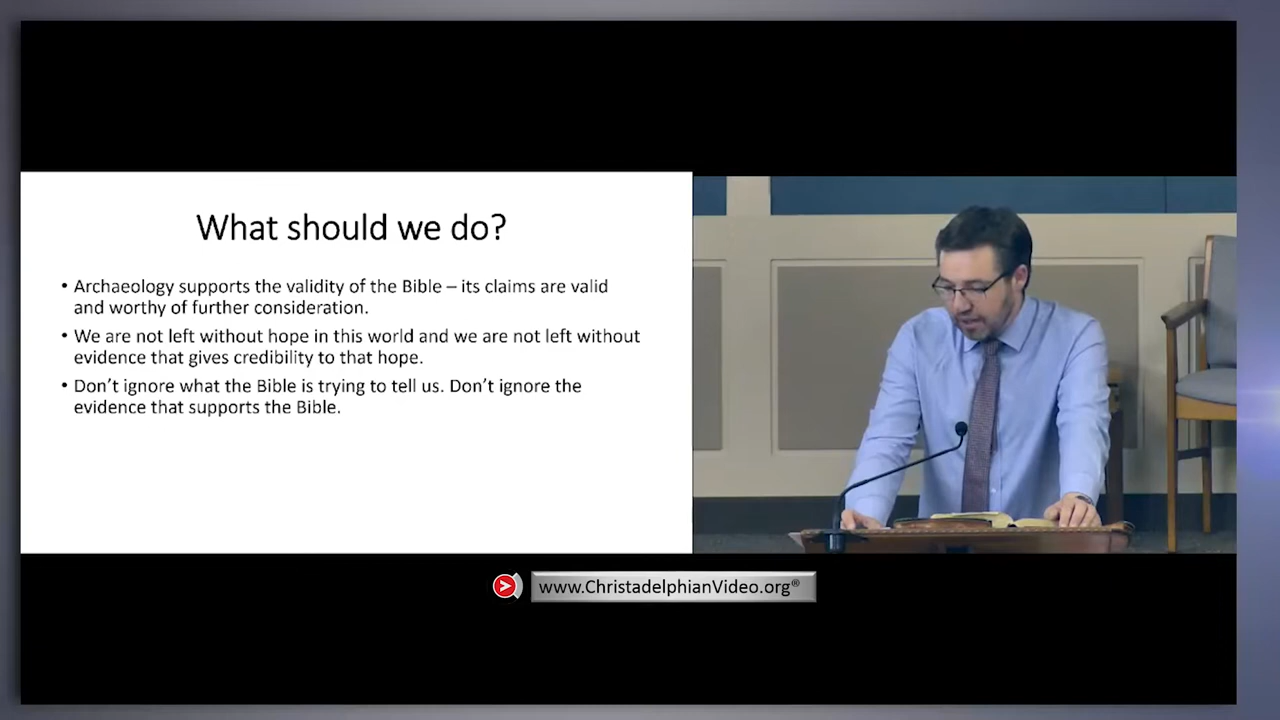 What should we do?
• Archaeology supports the validity of the Bible – its claims are valid
and worthy of further consideration.
• We are not left without hope in this world and we are not left without
evidence that gives credibility to that hope.
• Don’t ignore what the Bible is trying to tell us. Don’t ignore the
evidence that supports the Bible.
www.ChristadelphianVideo.org®